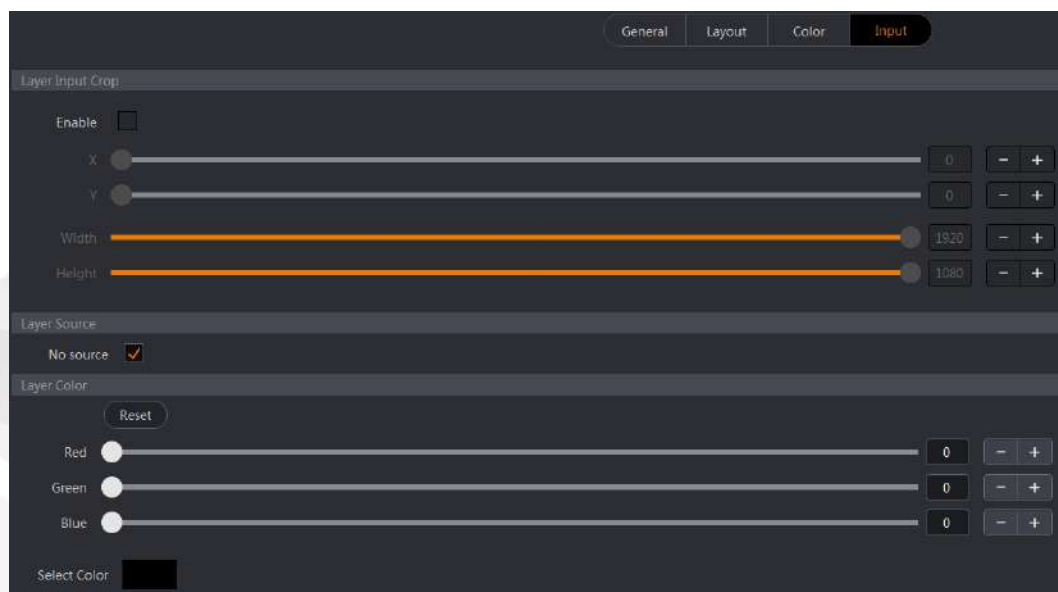 General Layout Color Input
Layer Input Crop
Enable
X 0 - +
Y 0 - +
Width 1920 - +
Height 1080 - +
Layer Source
No source
Layer Color
Reset
Red 0 - +
Green 0 - +
Blue 0 - +
Select Color